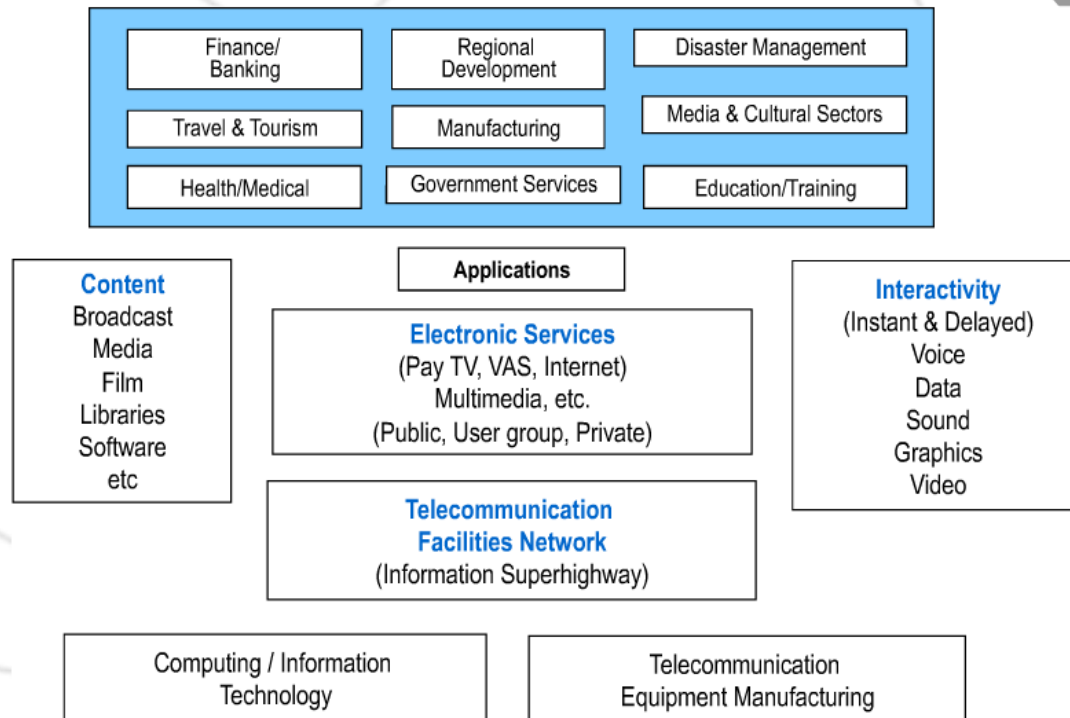 Finance/
Banking
Regional
Development
Disaster Management
Travel & Tourism
Manufacturing
Media & Cultural Sectors
Health/Medical
Government Services
Education/Training
Applications
Content
Broadcast
Media
Film
Libraries
Software
etc
Electronic Services
(Pay TV, VAS, Internet)
Multimedia, etc.
(Public, User group, Private)
Interactivity
(Instant & Delayed)
Voice
Data
Sound
Graphics
Video
Telecommunication
Facilities Network
(Information Superhighway)
Computing / Information
Technology
Telecommunication
Equipment Manufacturing